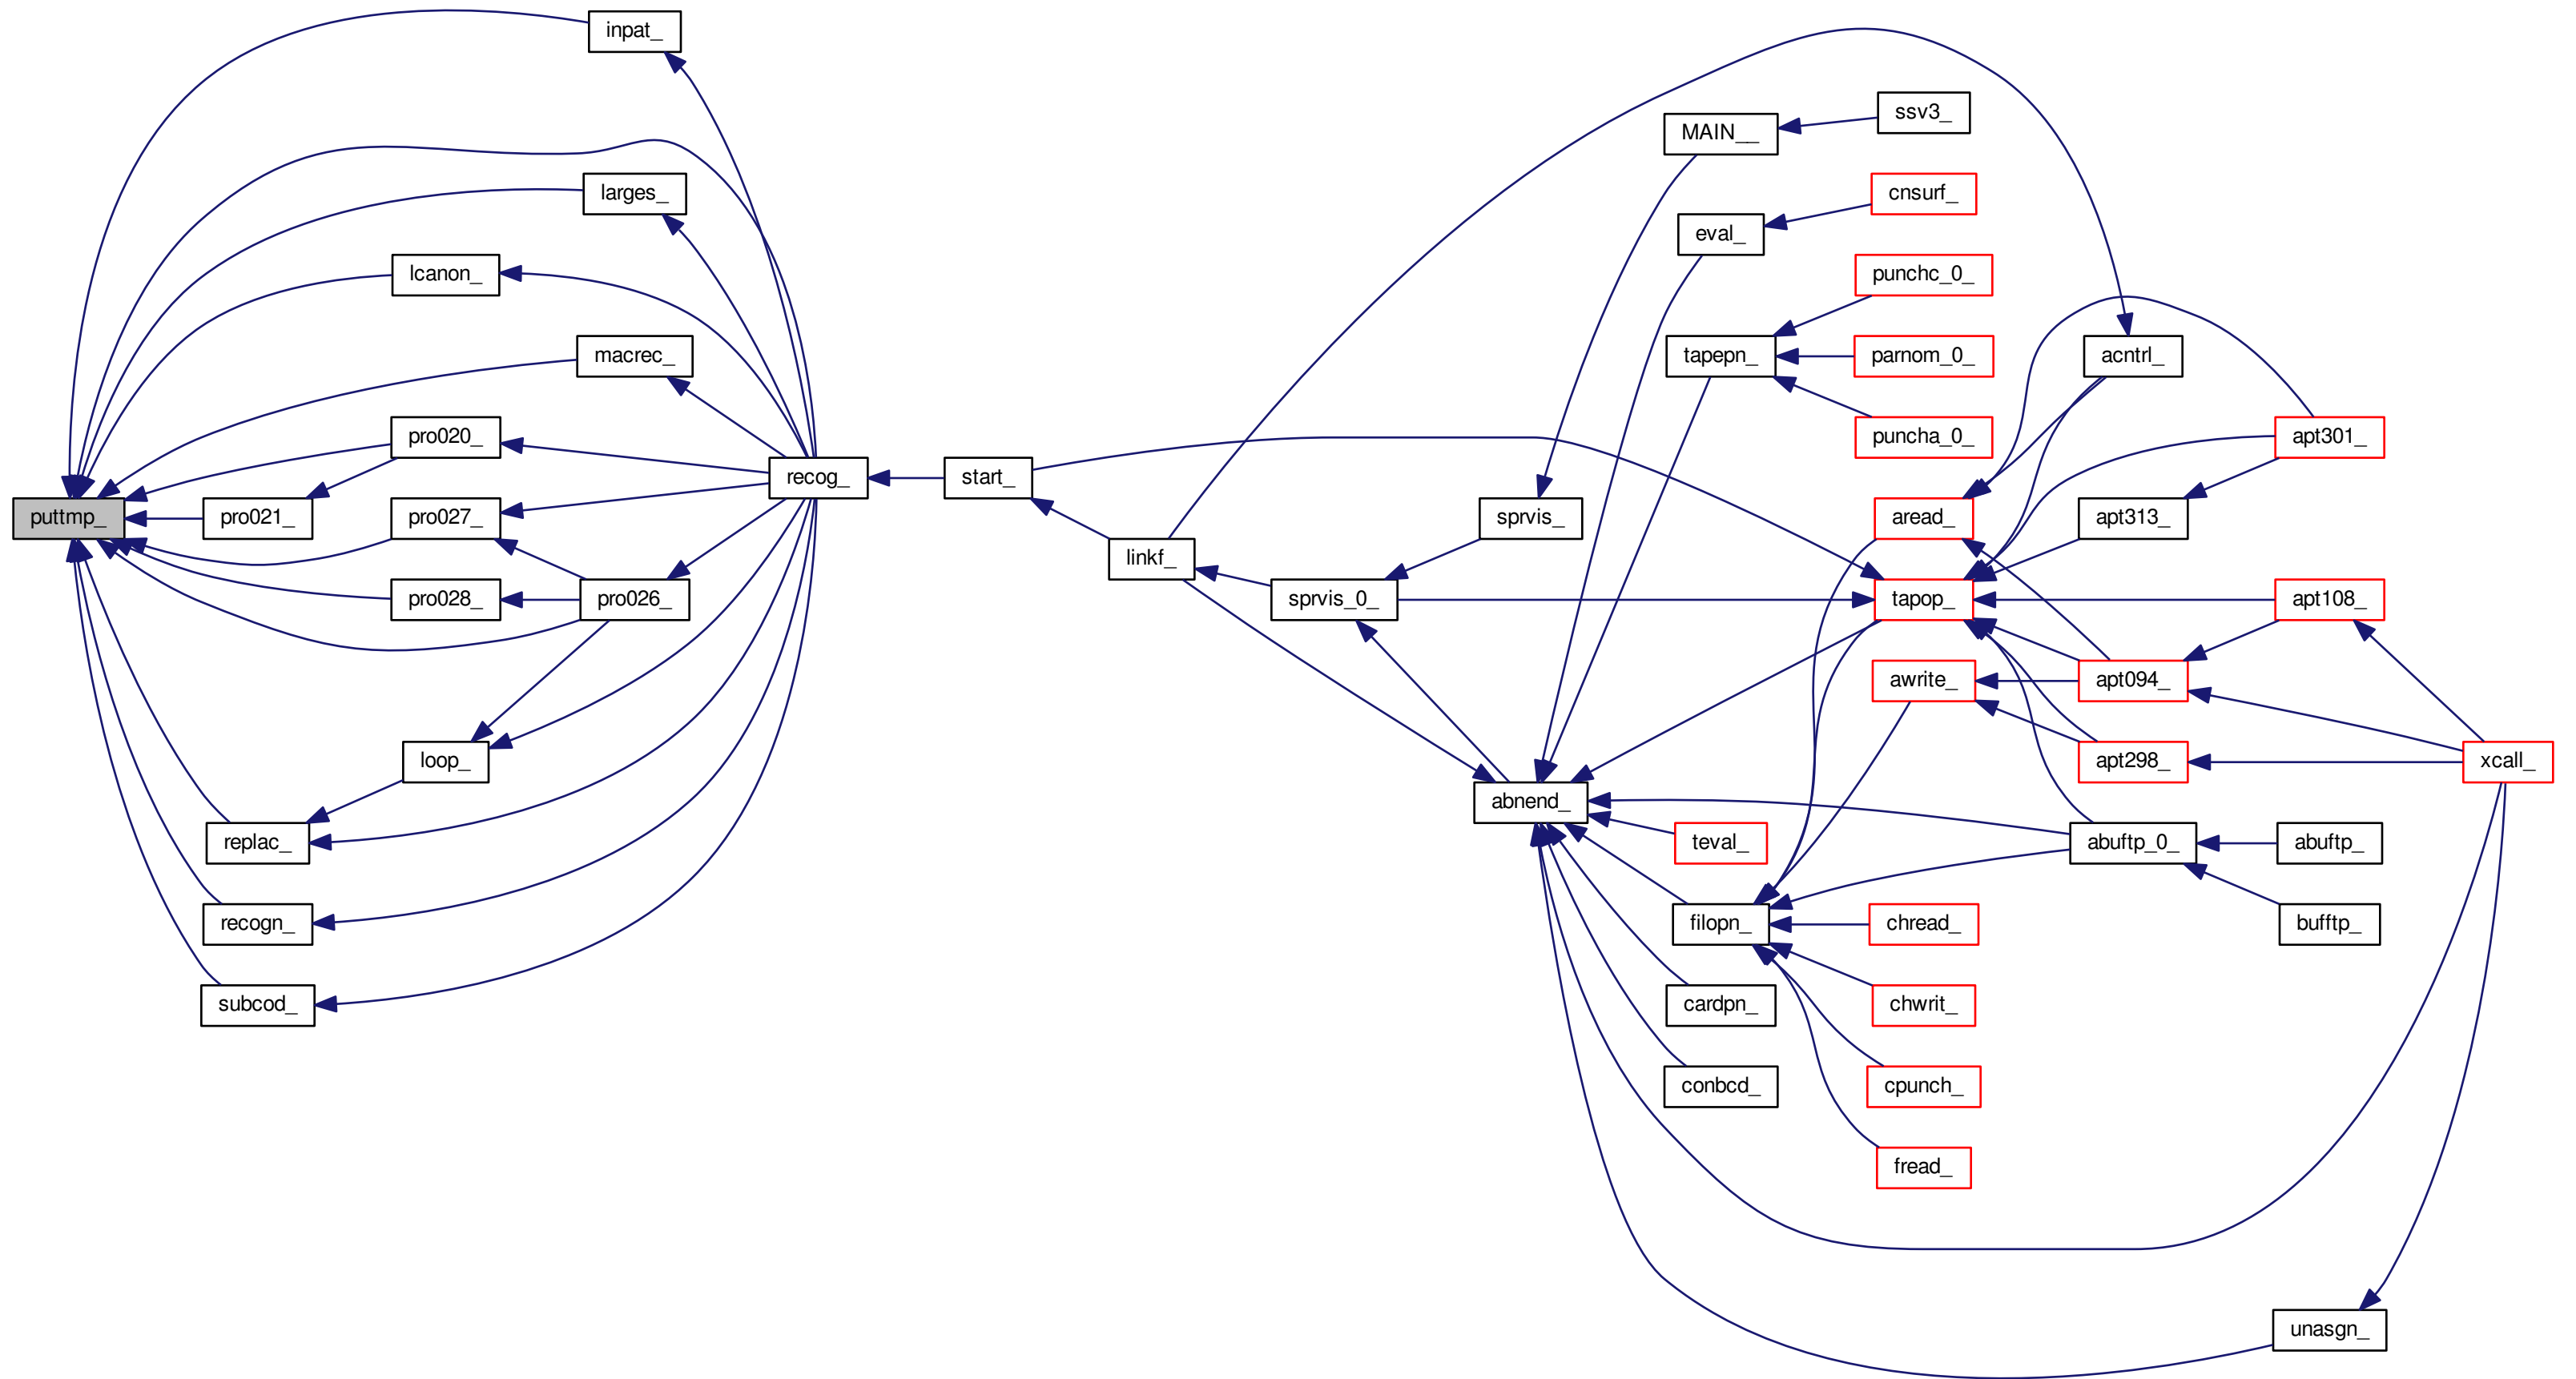 inpat_
larges_
lcanon_
macrec_
pro020_
recog_
puttmp_
pro021_
pro027_
pro028_
pro026_
loop_
replac_
recogn_
subcod_
start_
linkf_
sprvis_0_
sprvis_
abnend_
MAIN__
ssv3_
eval_
cnsurf_
tapepn_
punchc_0_
parnom_0_
puncha_0_
acntrl_
apt301_
aread_
apt313_
tapop_
apt108_
awrite_
apt094_
apt298_
xcall_
teval_
abuftp_0_
abuftp_
bufftp_
filopn_
chread_
cardpn_
chwrit_
conbcd_
cpunch_
fread_
unasgn_